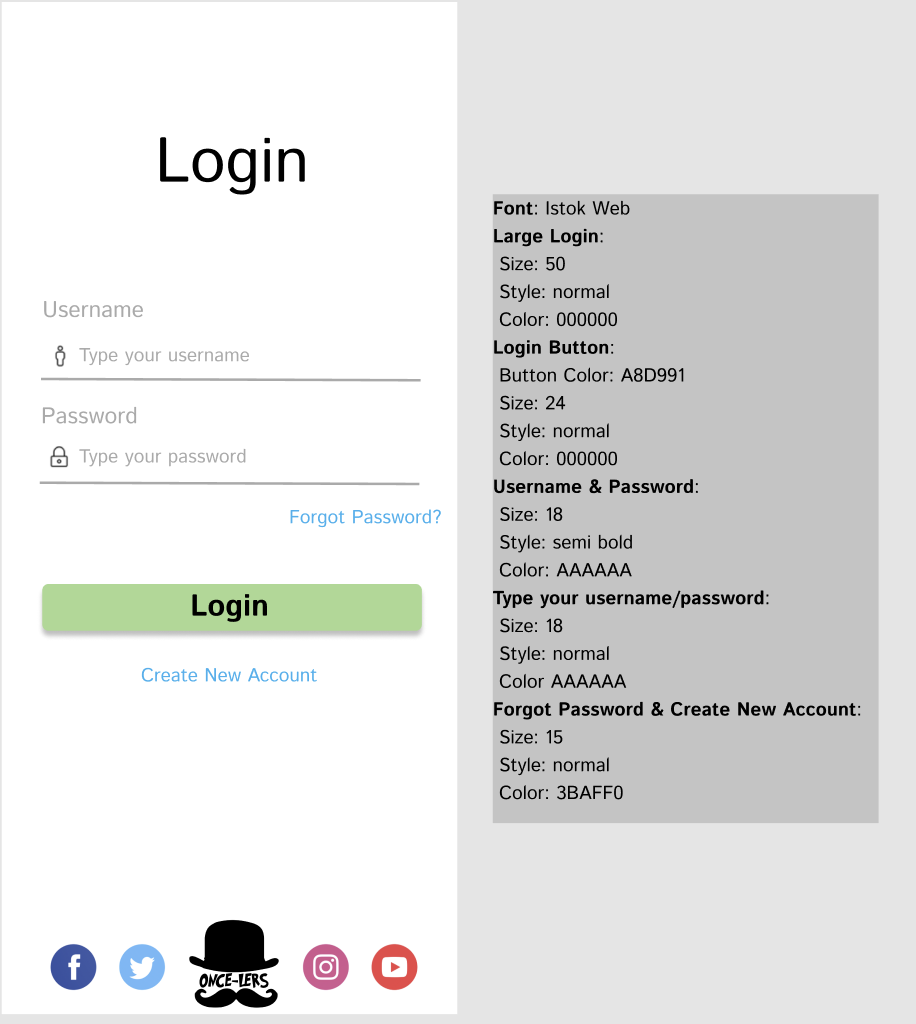 Login
Username
Type your username
Password
Type your password
Forgot Password?
Login
Create New Account
ONCE-LERS
Font: Istok Web
Large Login:
Size: 50
Style: normal
Color: 000000
Login Button:
Button Color: A8D991
Size: 24
Style: normal
Color: 000000
Username & Password:
Size: 18
Style: semi bold
Color: AAAAAA
Type your username/password:
Size: 18
Style: normal
Color AAAAAA
Forgot Password & Create New Account:
Size: 15
Style: normal
Color: 3BAFF0